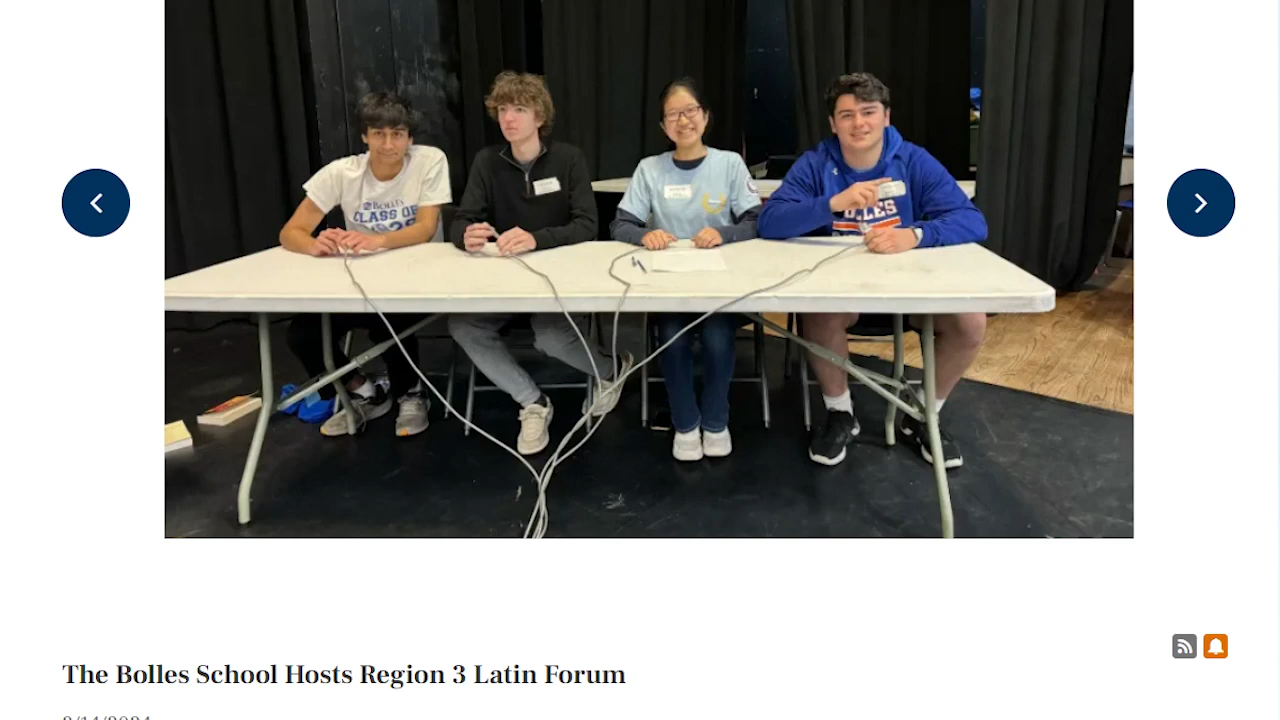 BOLLES
CLASS OF
BOLLES
The Bolles School Hosts Region 3 Latin Forum